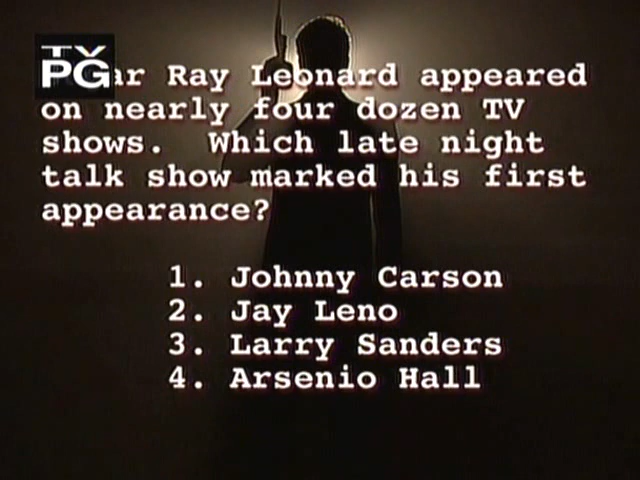 TV
PG
ar Ray Leonard appeared
on nearly four dozen TV
shows. Which late night
talk show marked his first
appearance?
1. Johnny Carson
2. Jay Leno
3. Larry Sanders
4. Arsenio Hall